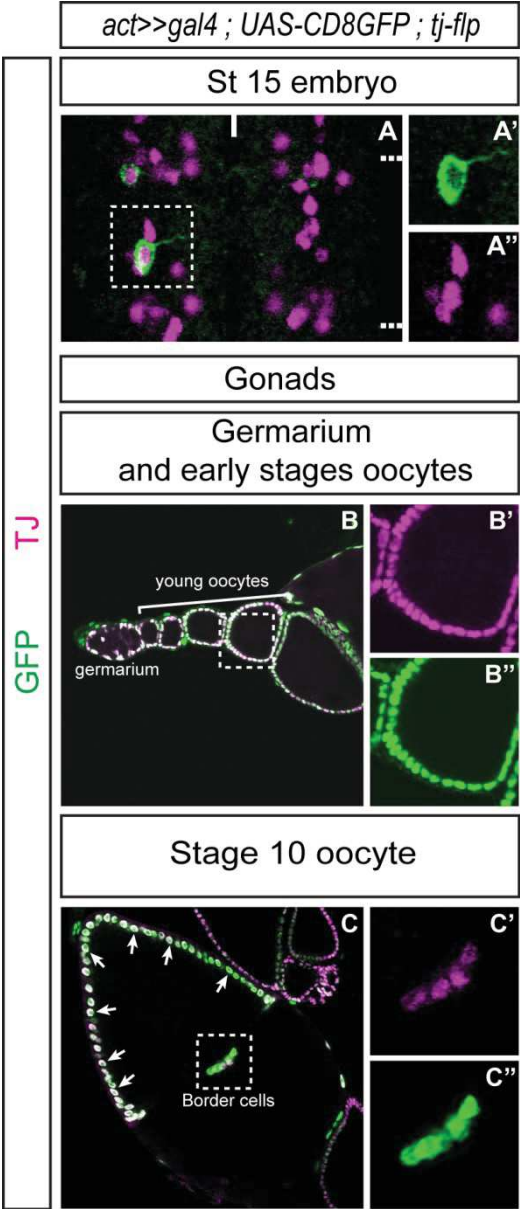 act>>gal4 ; UAS-CD8GFP ; tj-flp
GFP TJ
St 15 embryo
A
A'
A"
Gonads
Germarium
and early stages oocytes
B
young oocytes
germarium
B'
B"
Stage 10 oocyte
C
Border cells
C'
C"